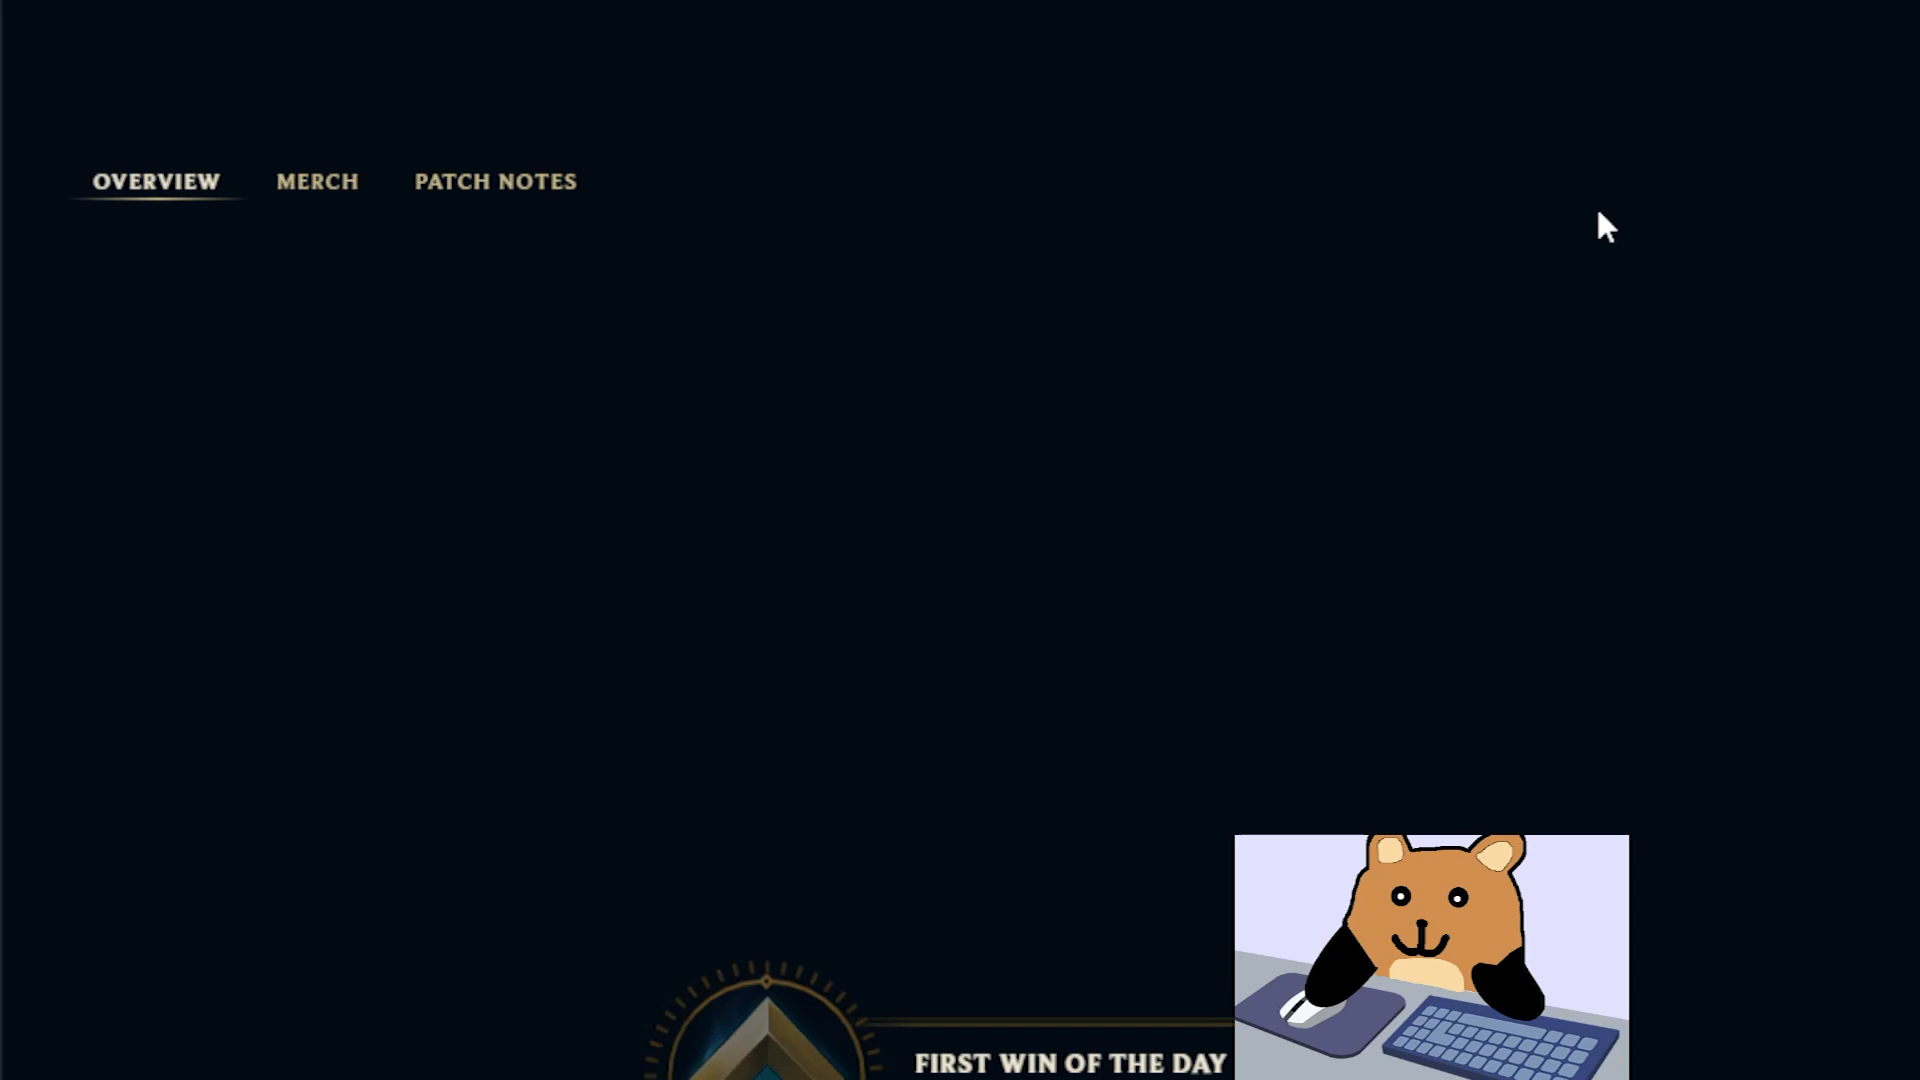 OVERVIEW MERCH PATCH NOTES
FIRST WIN OF THE DAY